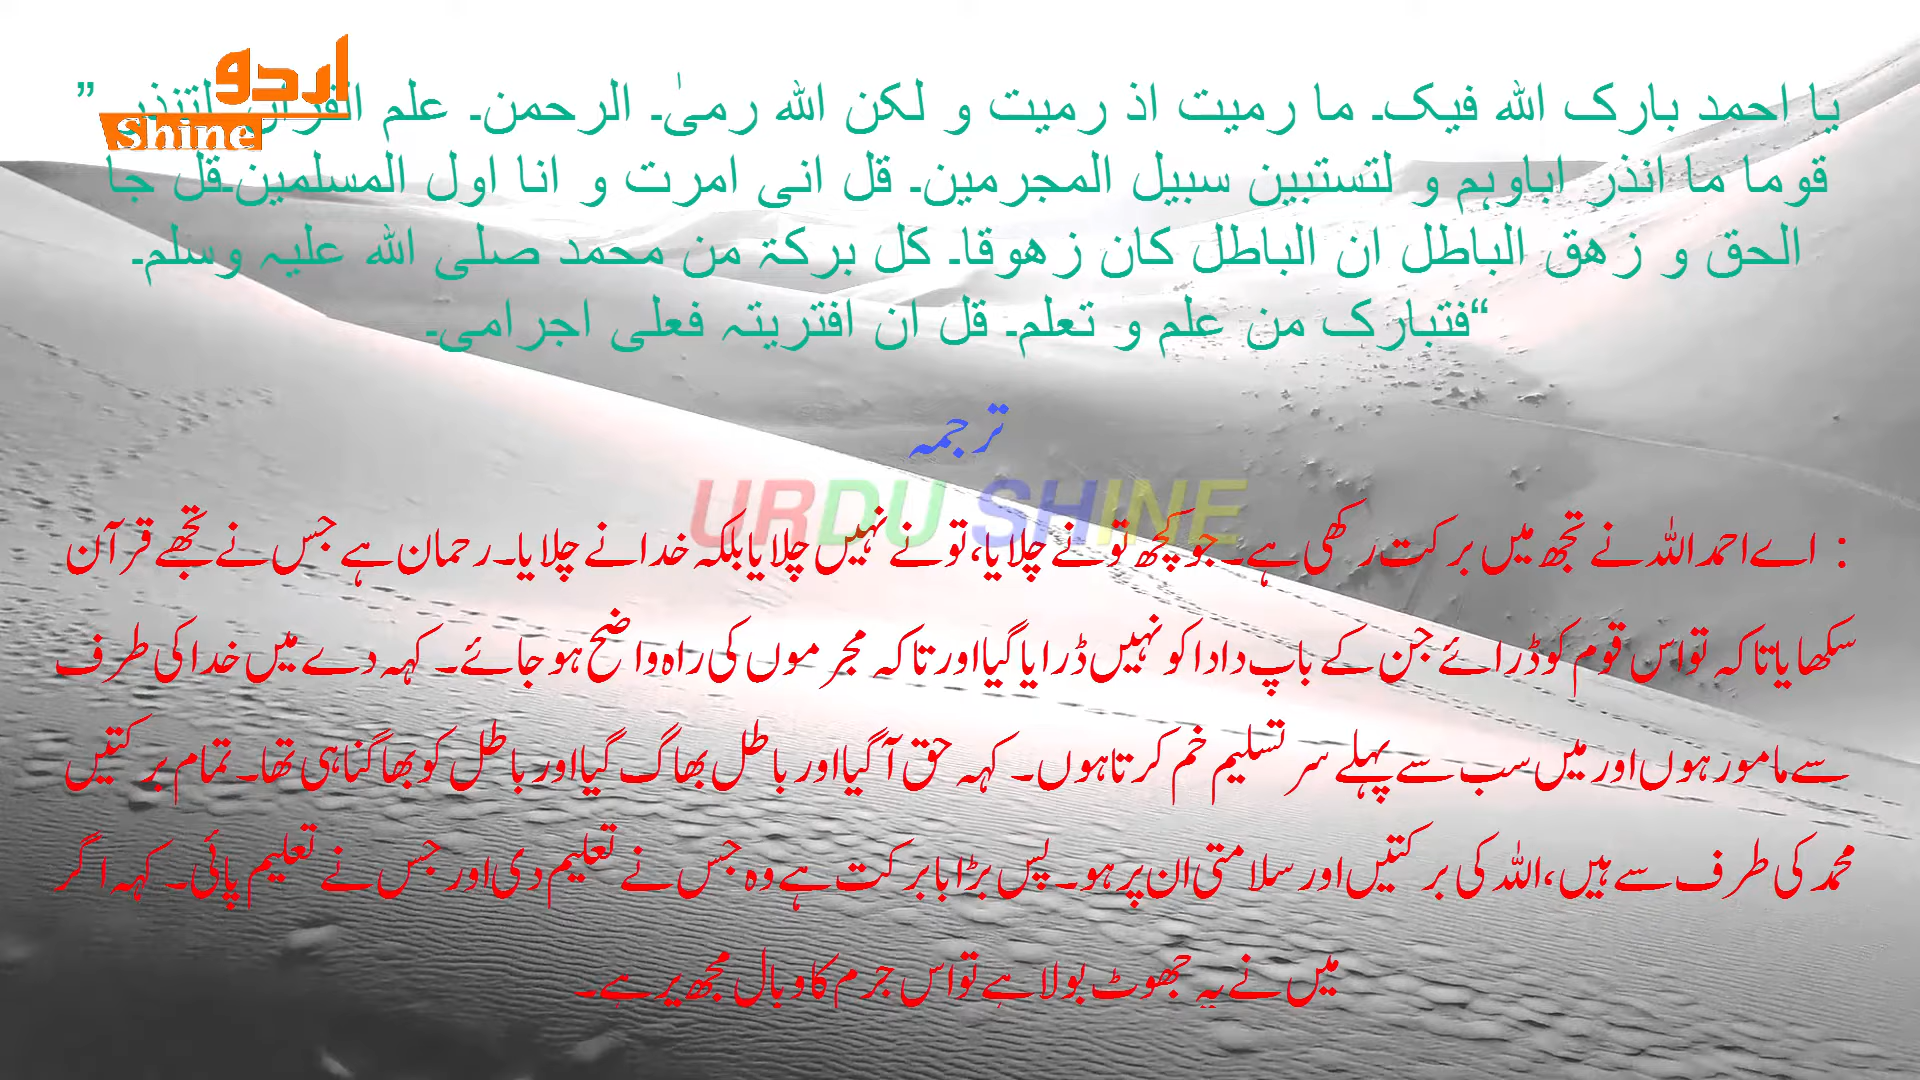 اردو
Shine
یا احمد بارک اللہ فیک۔ ما رمیت اذ رمیت و لکن اللہ رمیٰ۔ الرحمن۔ علم القرآن۔ لتنذر ”
قوما ما انذر اباوہم و لتستبین سبیل المجرمین۔ قل انی امرت و انا اول المسلمین۔قل جا
الحق و زھق الباطل ان الباطل کان زھوقا۔ کل برکۃ من محمد صلی اللہ علیہ وسلم۔
“فتبارک من علم و تعلم۔ قل ان افتریتہ فعلی اجرامی۔
ترجمہ
URDU SHINE
: اے احمد اللہ نے تجھ میں برکت رکھی ہے۔ جو کچھ تو نے چلایا، تو نے نہیں چلایا بلکہ خدا نے چلایا۔ رحمان ہے جس نے تجھے قرآن
سکھایا تاکہ تو اس قوم کو ڈرائے جن کے باپ دادا کو نہیں ڈرایا گیا اور تاکہ مجرموں کی راہ واضح ہو جائے۔ کہہ دے میں خدا کی طرف
سے مامور ہوں اور میں سب سے پہلے سر تسلیم خم کرتا ہوں۔ کہہ حق آگیا اور باطل بھاگ گیا اور باطل کو بھاگنا ہی تھا۔ تمام برکتیں
محمد کی طرف سے ہیں، اللہ کی برکتیں اور سلامتی ان پر ہو۔ پس بڑا بابرکت ہے وہ جس نے تعلیم دی اور جس نے تعلیم پائی۔ کہہ اگر
میں نے یہ جھوٹ بولا ہے تو اس جرم کا وبال مجھ پر ہے۔